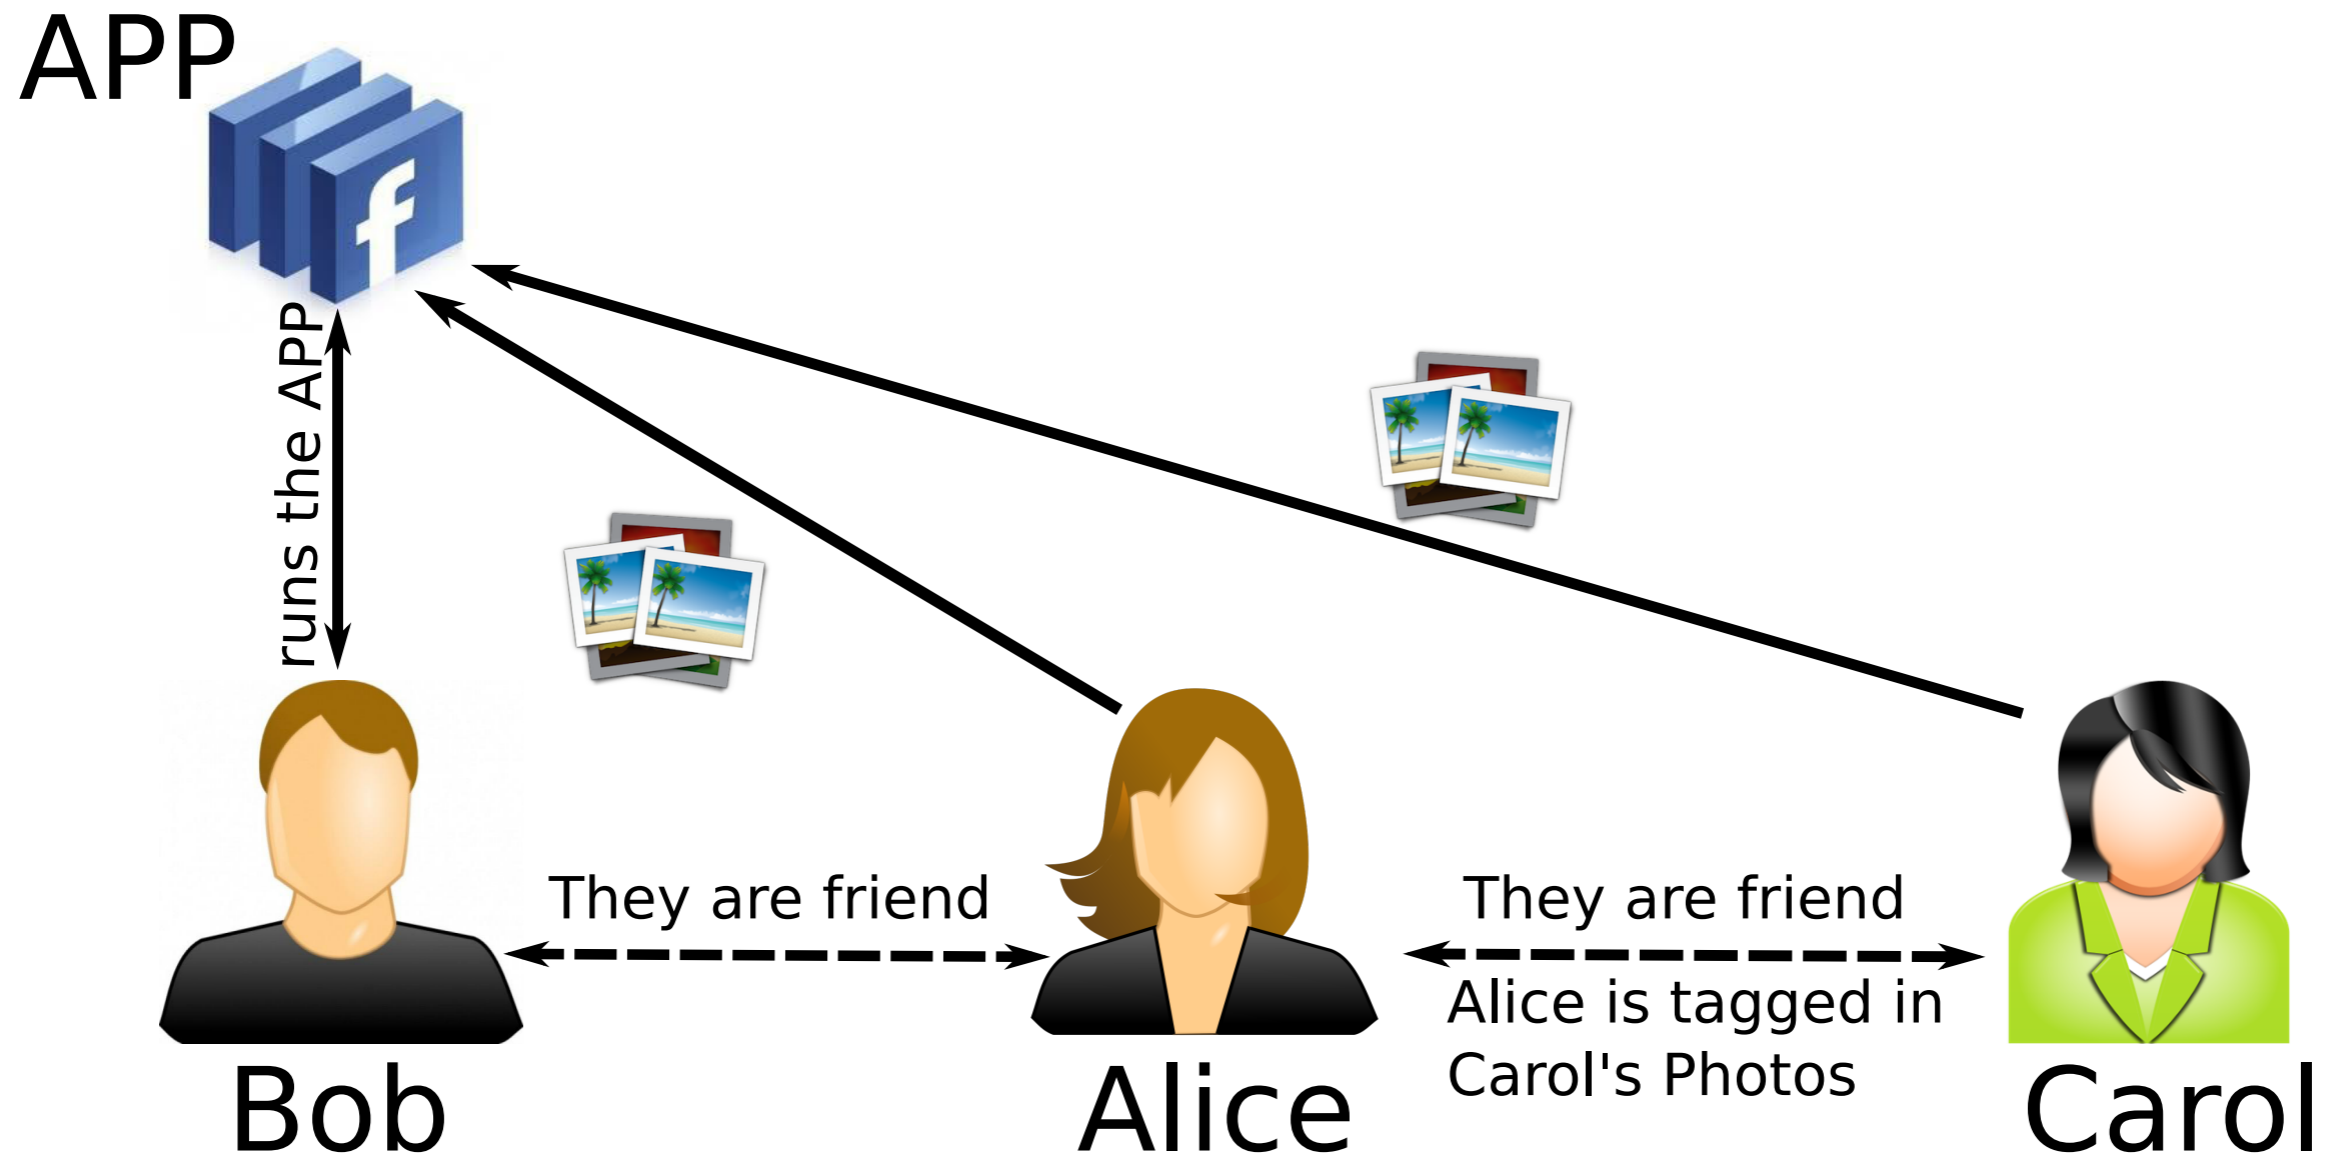 APP
f
runs the APP
They are friend
They are friend
Alice is tagged in
Carol's Photos
Bob
Alice
Carol